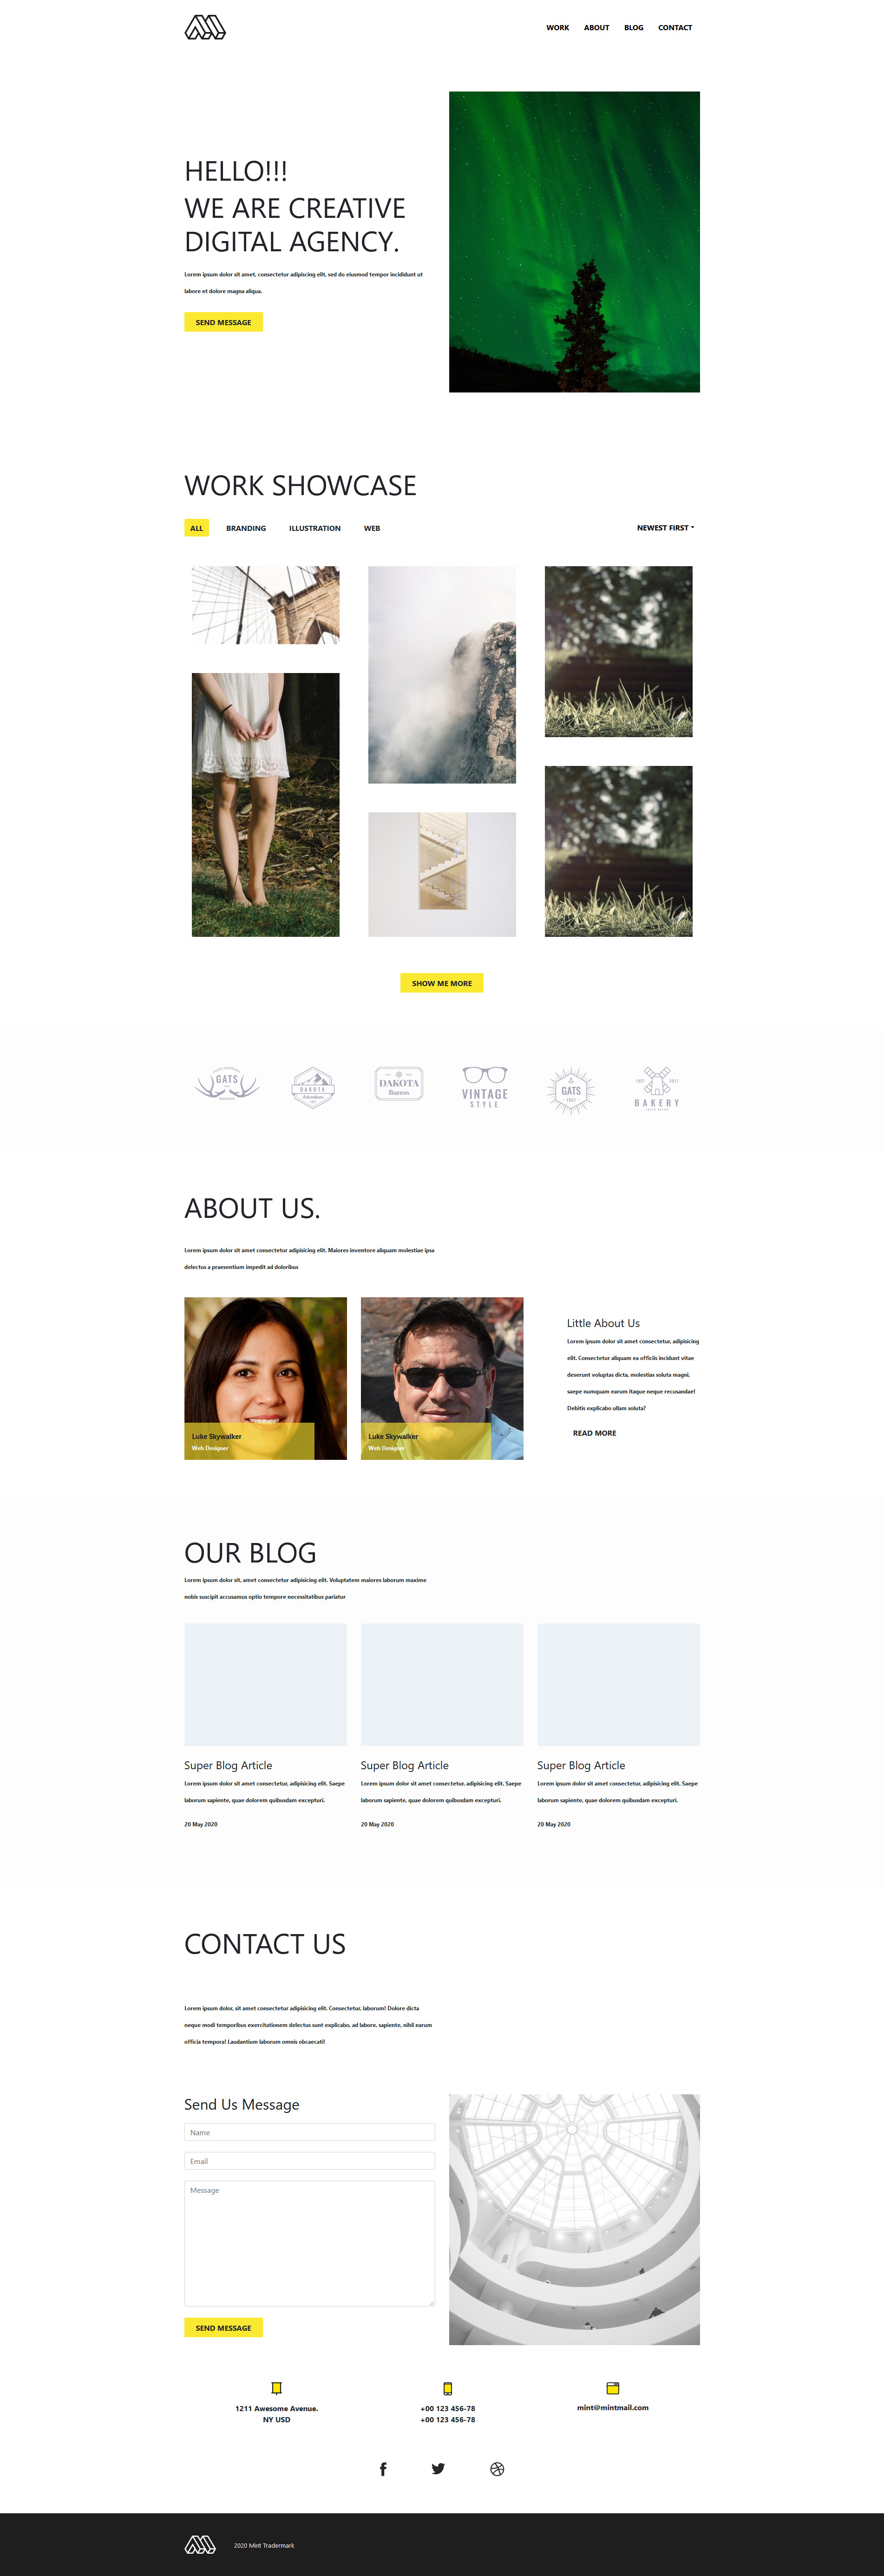 WORK ABOUT BLOG CONTACT
HELLO!!!
WE ARE CREATIVE
DIGITAL AGENCY.
Lorem ipsum dolor sit amet, consectetur adipiscing elit, sed do eiusmod tempor incididunt ut
labore et dolore magna aliqua.
SEND MESSAGE
WORK SHOWCASE
ALL BRANDING ILLUSTRATION WEB NEWEST FIRST
SHOW ME MORE
GATS
DAKOTA
Adventure
DAKOTA
Barron
VINTAGE
STYLE
GATS
1957
1957 2017
BAKERY
ABOUT US.
Lorem ipsum dolor sit amet consectetur adipisicing elit. Maiores inventore aliquam molestiae ipsa
delectus a praesentium impedit ad doloribus
Luke Skywalker
Web Designer
Luke Skywalker
Web Designer
Little About Us
Lorem ipsum dolor sit amet consectetur, adipisicing
elit. Consectetur aliquam ea officiis incidunt vitae
deserunt voluptas dicta, molestias soluta magni,
saepe numquam earum itaque neque recusandae!
Debitis explicabo ullam soluta?
READ MORE
OUR BLOG
Lorem ipsum dolor sit, amet consectetur adipisicing elit. Voluptatem maiores laborum maxime
nobis suscipit accusamus optio tempore necessitatibus pariatur
Super Blog Article
Lorem ipsum dolor sit amet consectetur, adipisicing elit. Saepe
laborum sapiente, quae dolorem quibusdam excepturi.
20 May 2020
Super Blog Article
Lorem ipsum dolor sit amet consectetur, adipisicing elit. Saepe
laborum sapiente, quae dolorem quibusdam excepturi.
20 May 2020
Super Blog Article
Lorem ipsum dolor sit amet consectetur, adipisicing elit. Saepe
laborum sapiente, quae dolorem quibusdam excepturi.
20 May 2020
CONTACT US
Lorem ipsum dolor, sit amet consectetur adipisicing elit. Consectetur, laborum! Dolore dicta
neque modi temporibus exercitationem delectus sunt explicabo, ad labore, sapiente, nihil earum
officia tempora! Laudantium laborum omnis obcaecati!
Send Us Message
Name
Email
Message
SEND MESSAGE
1211 Awesome Avenue,
NY USD
+00 123 456-78
+00 123 456-78
mint@mintmail.com
2020 Mint Tradermark